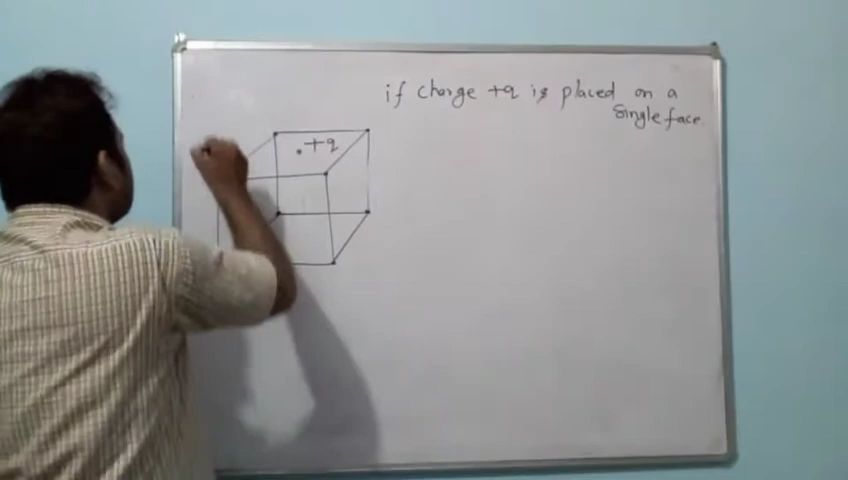 if charge +q is placed on a
single face
.+q